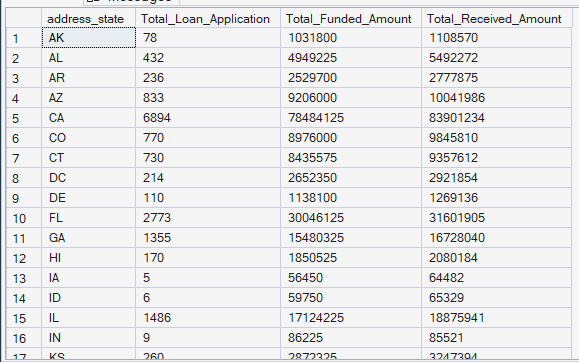 Messages
address_state Total_Loan_Application Total_Funded_Amount Total_Received_Amount
1 AK 78 1031800 1108570
2 AL 432 4949225 5492272
3 AR 236 2529700 2777875
4 AZ 833 9206000 10041986
5 CA 6894 78484125 83901234
6 CO 770 8976000 9845810
7 CT 730 8435575 9357612
8 DC 214 2652350 2921854
9 DE 110 1138100 1269136
10 FL 2773 30046125 31601905
11 GA 1355 15480325 16728040
12 HI 170 1850525 2080184
13 IA 5 56450 64482
14 ID 6 59750 65329
15 IL 1486 17124225 18875941
16 IN 9 86225 85521
17 KS 260 2872325 3247394